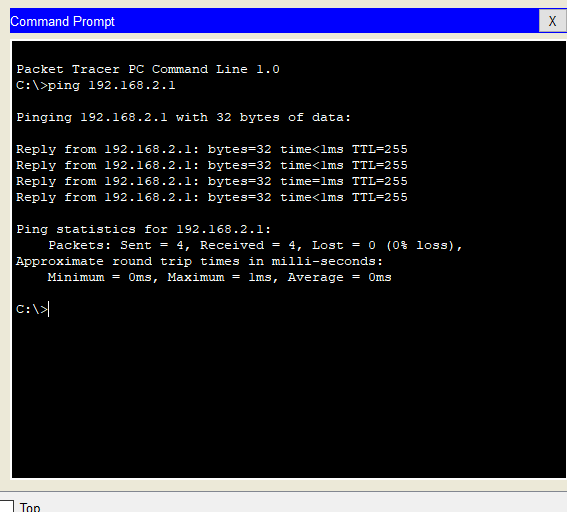 Command Prompt
X
Packet Tracer PC Command Line 1.0
C:\>ping 192.168.2.1
Pinging 192.168.2.1 with 32 bytes of data:
Reply from 192.168.2.1: bytes=32 time<1ms TTL=255
Reply from 192.168.2.1: bytes=32 time<1ms TTL=255
Reply from 192.168.2.1: bytes=32 time=1ms TTL=255
Reply from 192.168.2.1: bytes=32 time<1ms TTL=255
Ping statistics for 192.168.2.1:
Packets: Sent = 4, Received = 4, Lost = 0 (0% loss),
Approximate round trip times in milli-seconds:
Minimum = 0ms, Maximum = 1ms, Average = 0ms
C:\>
Top